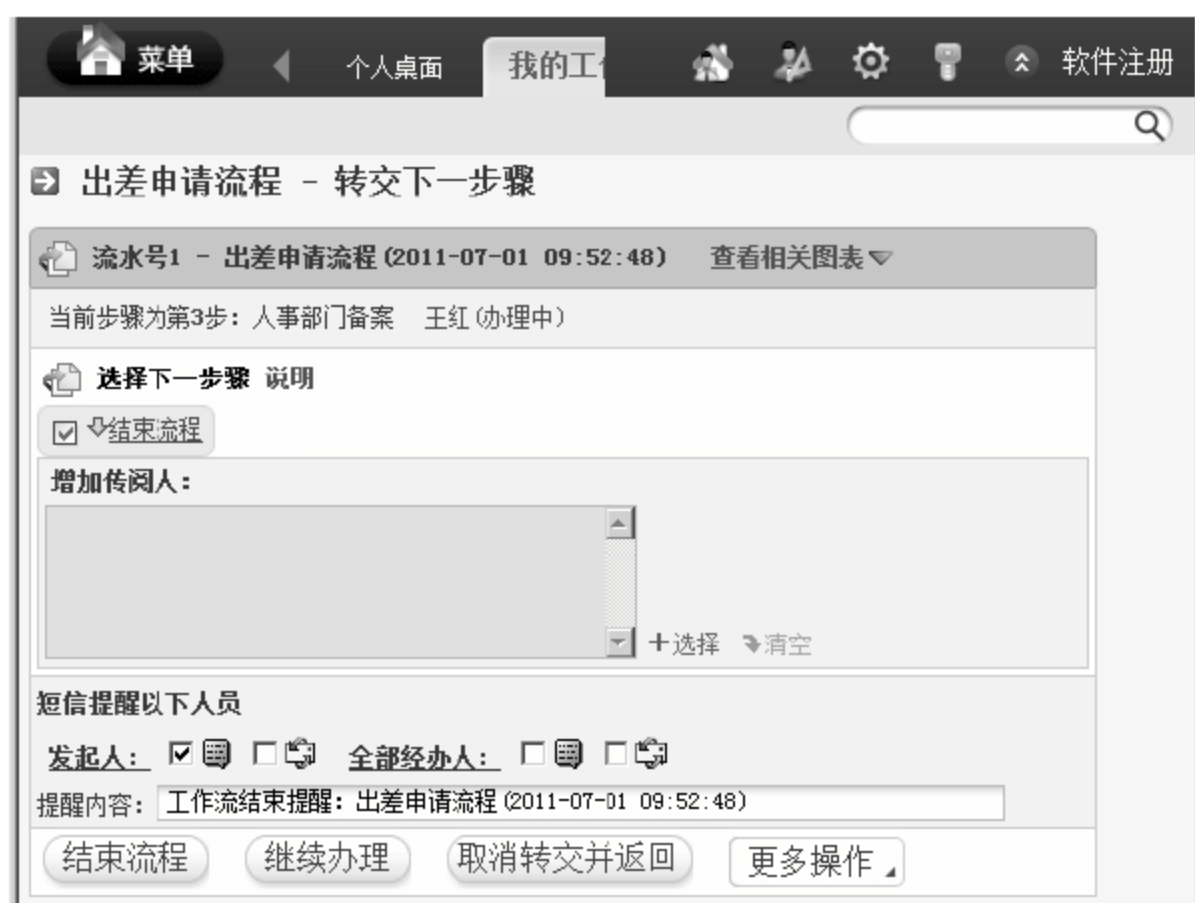 菜单 个人桌面 我的工 软件注册
出差申请流程 - 转交下一步骤
流水号1 - 出差申请流程(2011-07-01 09:52:48) 查看相关图表
当前步骤为第3步：人事部门备案 王红(办理中)
选择下一步骤 说明
结束流程
增加传阅人：
+选择 清空
短信提醒以下人员
发起人： 全部经办人：
提醒内容： 工作流结束提醒：出差申请流程(2011-07-01 09:52:48)
结束流程 继续办理 取消转交并返回 更多操作